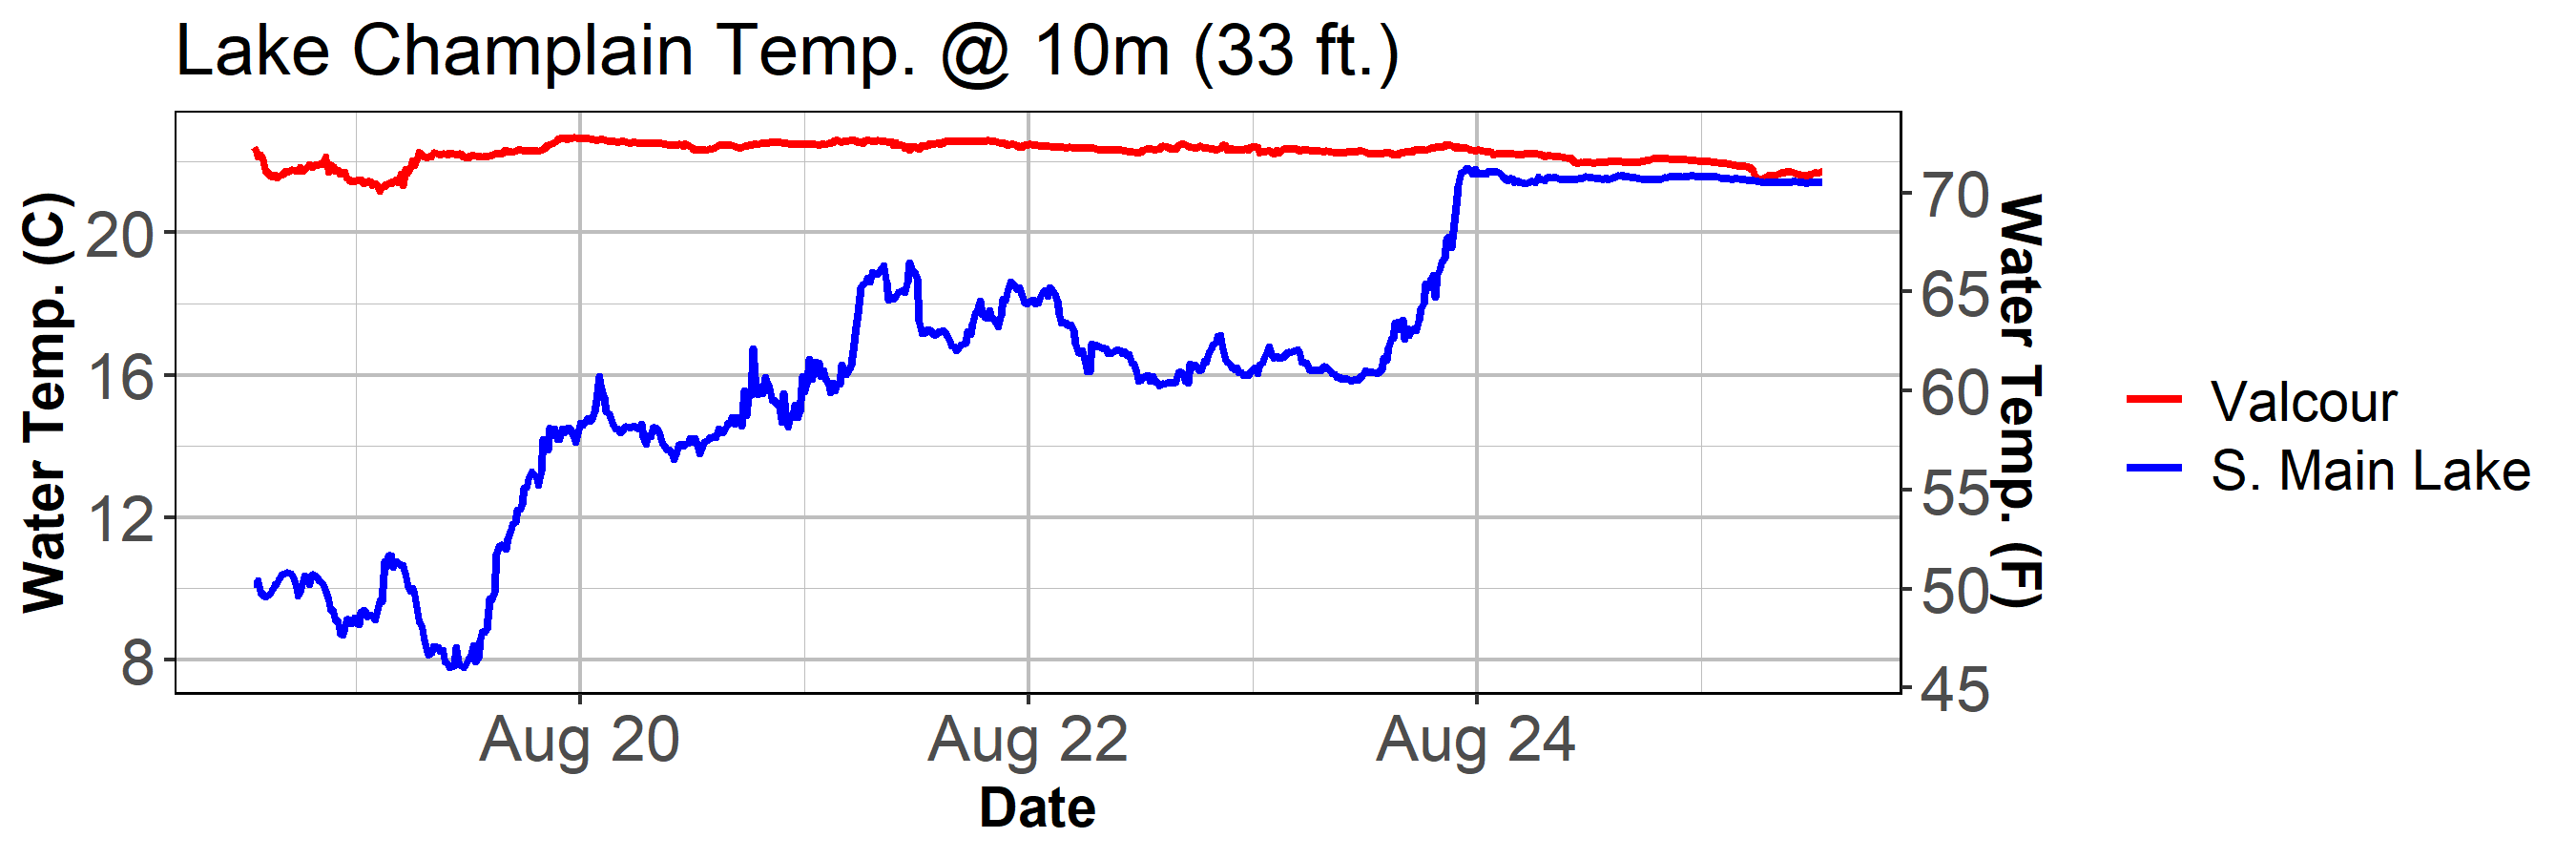 Lake Champlain Temp. @ 10m (33 ft.)
Water Temp. (C)
20
16
12
8
70
65
60
55
50
45
Water Temp. (F)
Aug 20
Aug 22
Aug 24
Date
Valcour
S. Main Lake